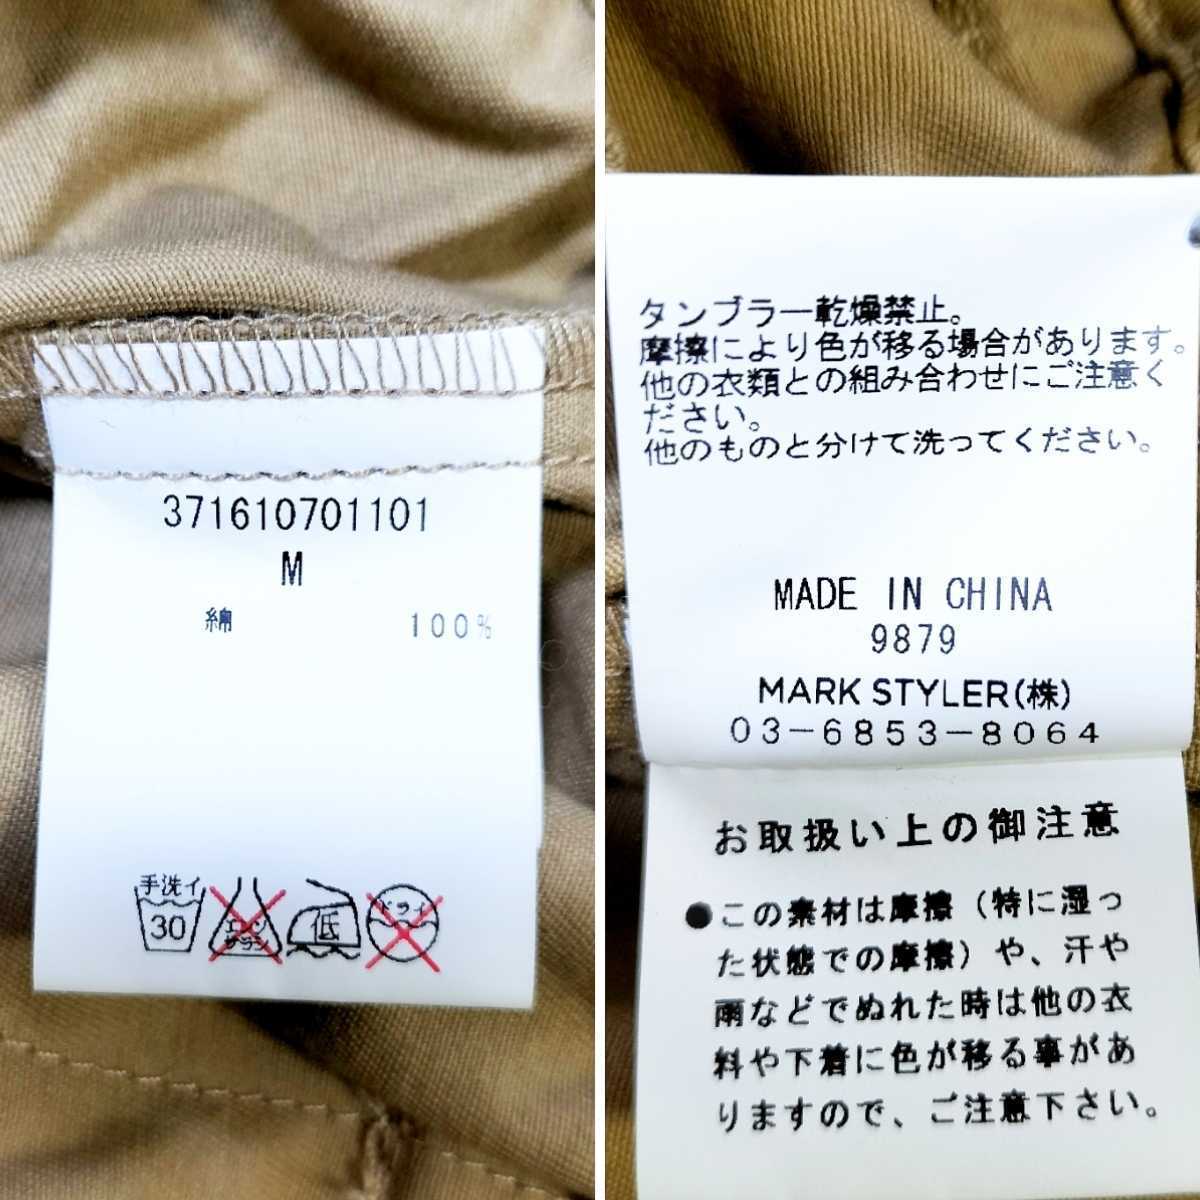 371610701101
M
綿 100%
手洗イ
30
エンソ
サラシ
低
ドライ
タンブラー乾燥禁止。
摩擦により色が移る場合があります。
他の衣類との組み合わせにご注意く
ださい。
他のものと分けて洗ってください。
MADE IN CHINA
9879
MARK STYLER(株)
03-6853-8064
お取扱い上の御注意
●この素材は摩擦(特に湿っ
た状態での摩擦)や、汗や
雨などでぬれた時は他の衣
料や下着に色が移る事があ
りますので、ご注意下さい。